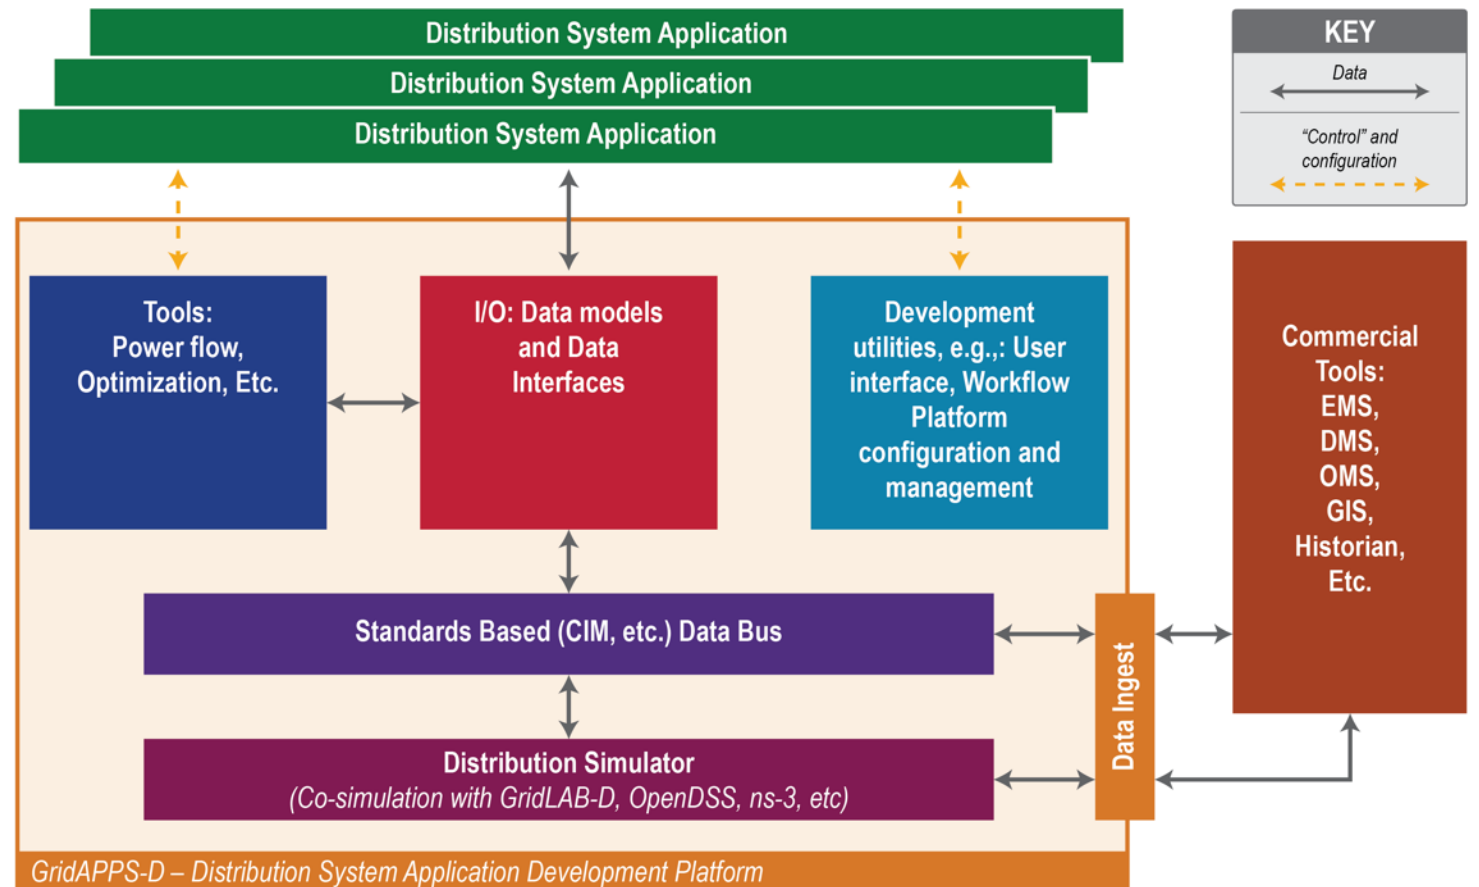 Distribution System Application
Distribution System Application
Distribution System Application
KEY
Data
“Control” and
configuration
Tools:
Power flow,
Optimization, Etc.
I/O: Data models
and Data
Interfaces
Development
utilities, e.g.,: User
interface, Workflow
Platform
configuration and
management
Commercial
Tools:
EMS,
DMS,
OMS,
GIS,
Historian,
Etc.
Standards Based (CIM, etc.) Data Bus
Data Ingest
Distribution Simulator
(Co-simulation with GridLAB-D, OpenDSS, ns-3, etc)
GridAPPS-D – Distribution System Application Development Platform